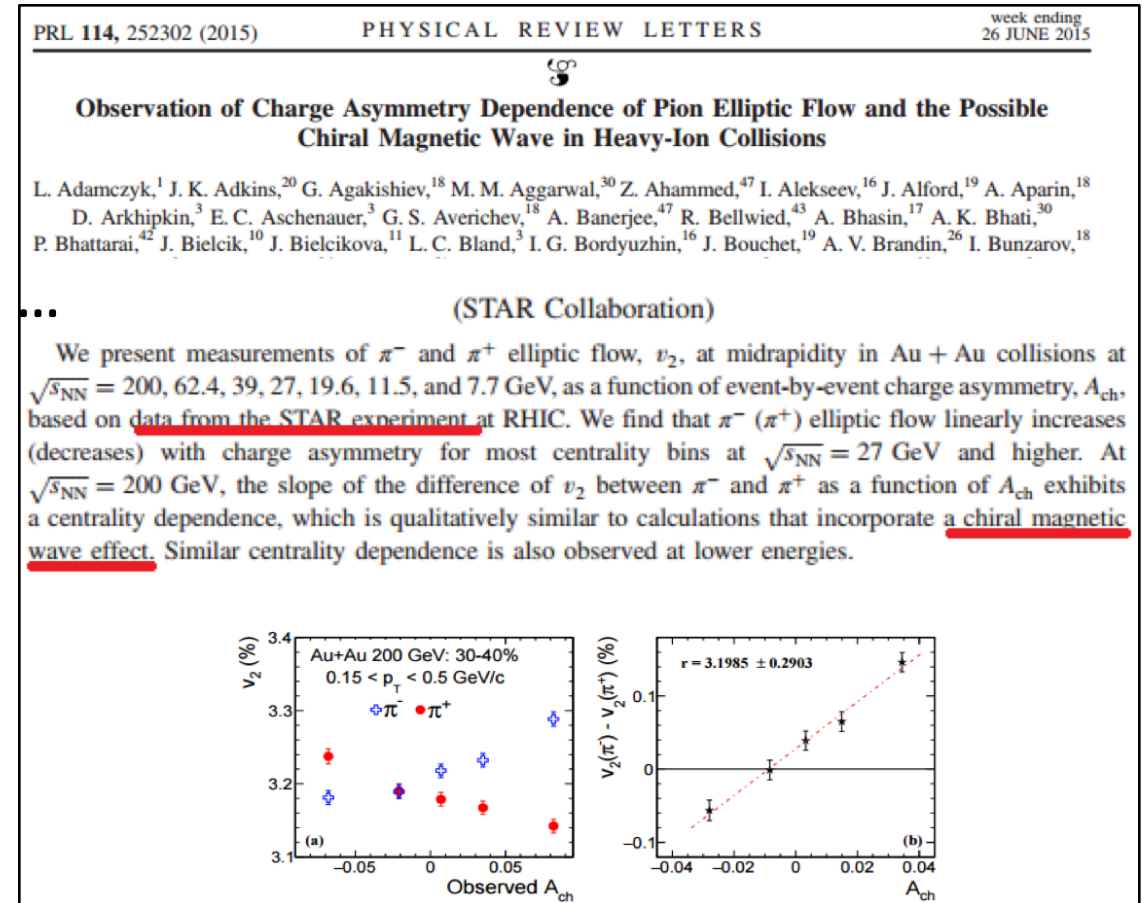 PRL 114, 252302 (2015) PHYSICAL REVIEW LETTERS week ending 26 JUNE 2015
Observation of Charge Asymmetry Dependence of Pion Elliptic Flow and the Possible
Chiral Magnetic Wave in Heavy-Ion Collisions
L. Adamczyk,¹ J. K. Adkins,²⁰ G. Agakishiev,¹⁸ M. M. Aggarwal,³⁰ Z. Ahammed,⁴⁷ I. Alekseev,¹⁶ J. Alford,¹⁹ A. Aparin,¹⁸
D. Arkhipkin,³ E. C. Aschenauer,³ G. S. Averichev,¹⁸ A. Banerjee,⁴⁷ R. Bellwied,⁴³ A. Bhasin,¹⁷ A. K. Bhati,³⁰
P. Bhattarai,⁴² J. Bielcik,¹⁰ J. Bielcikova,¹¹ L. C. Bland,³ I. G. Bordyuzhin,¹⁶ J. Bouchet,¹⁹ A. V. Brandin,²⁶ I. Bunzarov,¹⁸
...
(STAR Collaboration)
We present measurements of π⁻ and π⁺ elliptic flow, v₂, at midrapidity in Au + Au collisions at
√sNN = 200, 62.4, 39, 27, 19.6, 11.5, and 7.7 GeV, as a function of event-by-event charge asymmetry, Ach,
based on data from the STAR experiment at RHIC. We find that π⁻ (π⁺) elliptic flow linearly increases
(decreases) with charge asymmetry for most centrality bins at √sNN = 27 GeV and higher. At
√sNN = 200 GeV, the slope of the difference of v₂ between π⁻ and π⁺ as a function of Ach exhibits
a centrality dependence, which is qualitatively similar to calculations that incorporate a chiral magnetic
wave effect. Similar centrality dependence is also observed at lower energies.
v₂ (%)
3.4
3.3
3.2
3.1
Au+Au 200 GeV: 30-40%
0.15 < pT < 0.5 GeV/c
π⁻ π⁺
(a)
−0.05 0 0.05
Observed Ach
v₂(π⁻) - v₂(π⁺) (%)
0.1
0
−0.1
r = 3.1985 ± 0.2903
(b)
−0.04 −0.02 0 0.02 0.04
Ach